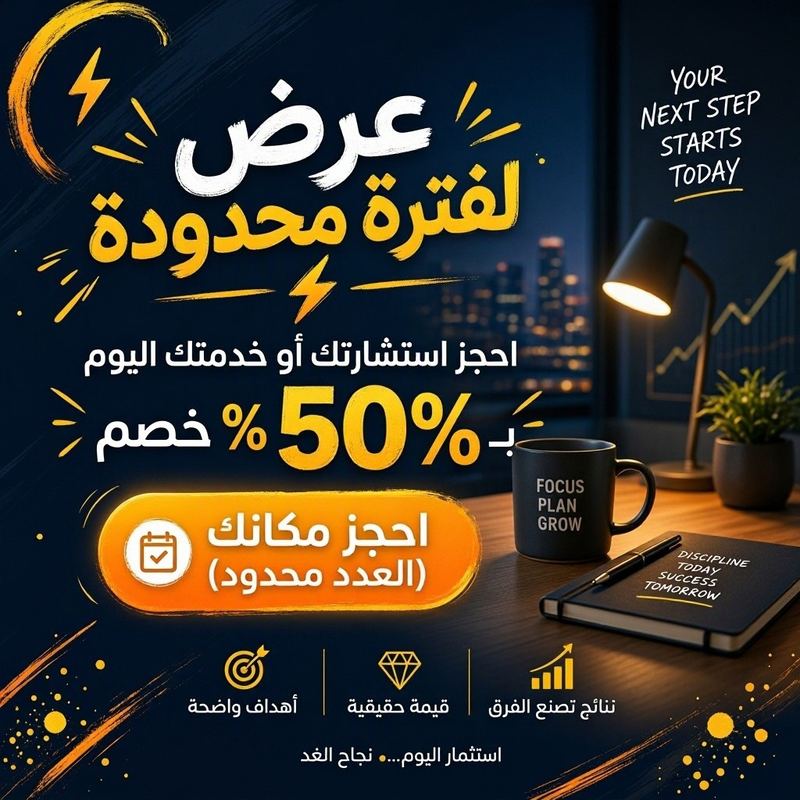 عرض
لفترة محدودة
YOUR
NEXT STEP
STARTS
TODAY
احجز استشارتك أو خدمتك اليوم
بـ 50% % خصم
احجز مكانك
(العدد محدود)
FOCUS
PLAN
GROW
DISCIPLINE
TODAY
SUCCESS
TOMORROW
نتائج تصنع الفرق
قيمة حقيقية
أهداف واضحة
استثمار اليوم... نجاح الغد